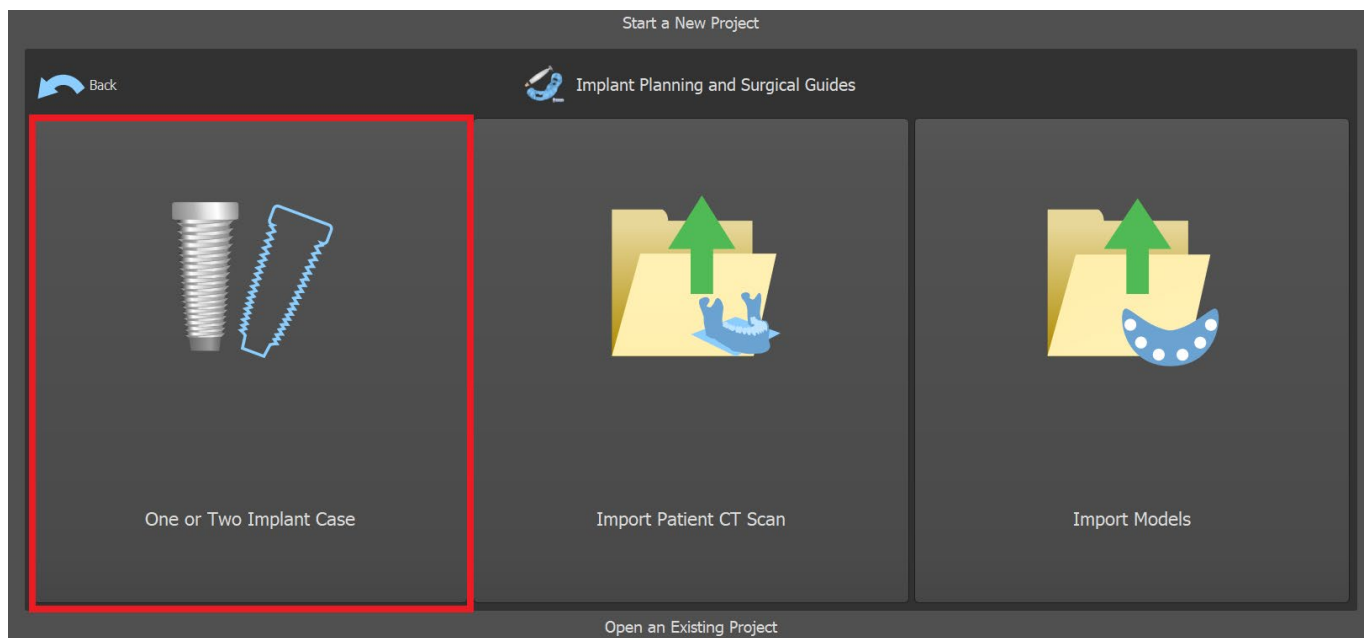 Start a New Project
Back
Implant Planning and Surgical Guides
One or Two Implant Case
Import Patient CT Scan
Import Models
Open an Existing Project